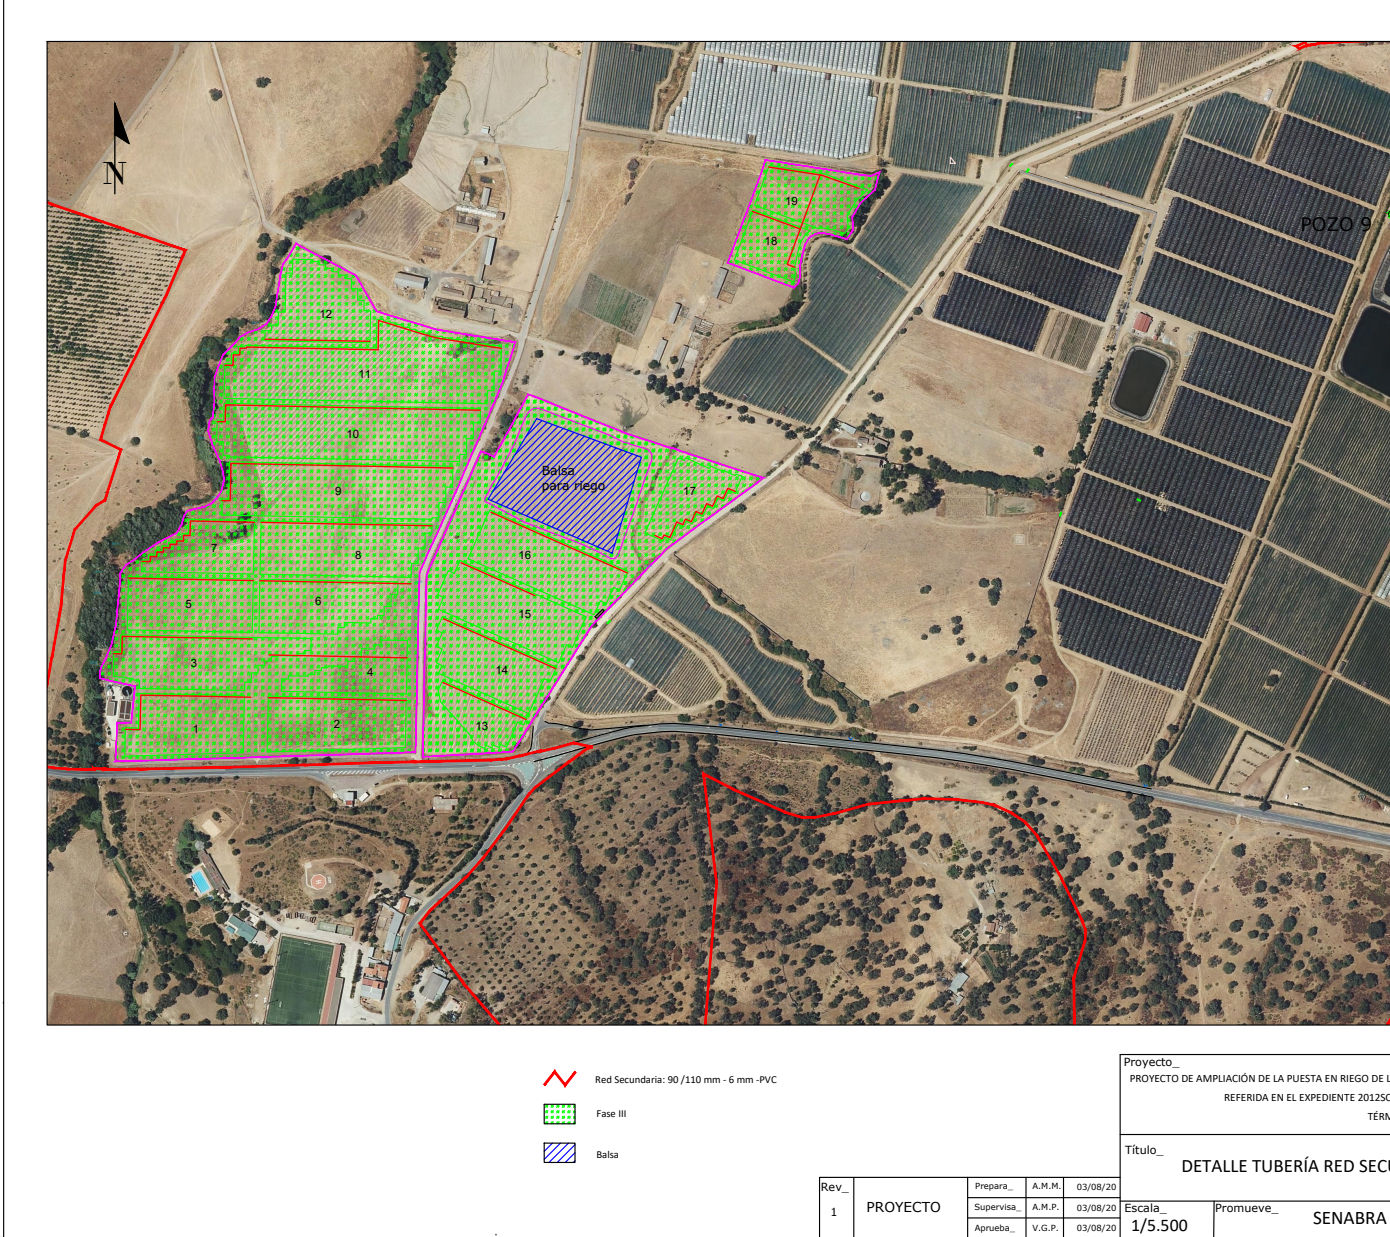 N
POZO 9
19
18
12
11
10
9
Balsa
para riego
17
7
8
16
5
6
15
3
4
14
1
2
13
Red Secundaria: 90 /110 mm - 6 mm -PVC
Fase III
Balsa
Proyecto_
PROYECTO DE AMPLIACIÓN DE LA PUESTA EN RIEGO DE L
REFERIDA EN EL EXPEDIENTE 2012SC
TÉRM
Título_
DETALLE TUBERÍA RED SECU
Rev_
1
PROYECTO
Prepara_ A.M.M. 03/08/20
Supervisa_ A.M.P. 03/08/20
Aprueba_ V.G.P. 03/08/20
Escala_
1/5.500
Promueve_
SENABRA